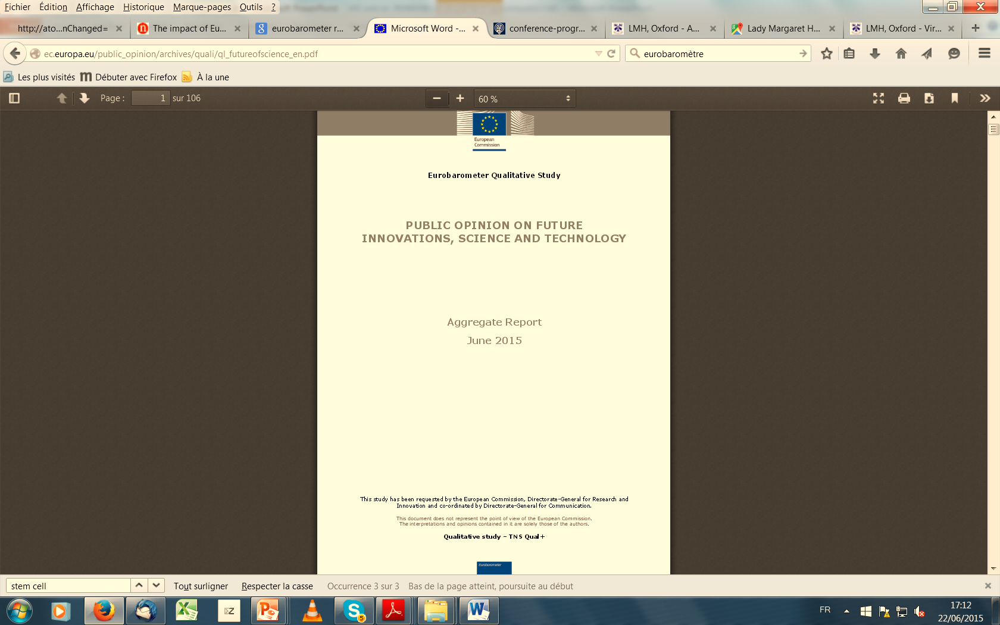 Fichier Édition Affichage Historique Marque-pages Outils ?
http://ato...nChanged= The impact of Eu... eurobarometer r... Microsoft Word -... conference-progr... LMH, Oxford - A... Lady Margaret H... LMH, Oxford - Vir...
ec.europa.eu/public_opinion/archives/quali/ql_futureofscience_en.pdf eurobaromètre
Les plus visités Débuter avec Firefox À la une
Page : 1 sur 106 60 %
European
Commission
Eurobarometer Qualitative Study
PUBLIC OPINION ON FUTURE
INNOVATIONS, SCIENCE AND TECHNOLOGY
Aggregate Report
June 2015
This study has been requested by the European Commission, Directorate-General for Research and
Innovation and co-ordinated by Directorate-General for Communication.
This document does not represent the point of view of the European Commission.
The interpretations and opinions contained in it are solely those of the authors.
Qualitative study – TNS Qual+
Eurobarometer
stem cell Tout surligner Respecter la casse Occurrence 3 sur 3 Bas de la page atteint, poursuite au début
FR 17:12
22/06/2015